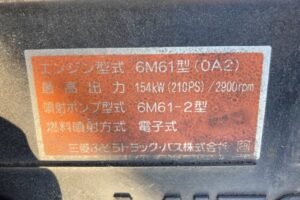 エンジン型式 6M61型(0A2)
最高出力 154kW(210PS)/2900rpm
噴射ポンプ型式 6M61-2型
燃料噴射方式 電子式
三菱ふそうトラック・バス株式会社